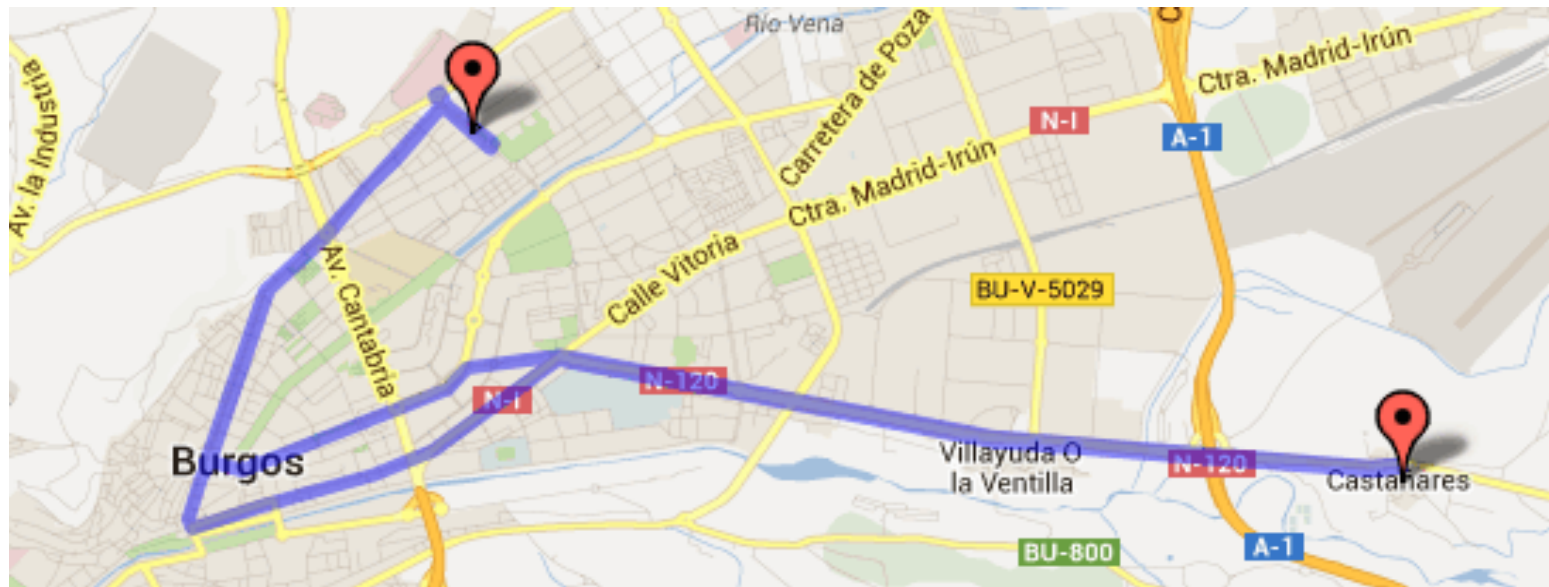 Río Vena
Av. la Industria
Carretera de Poza
Ctra. Madrid-Irún
N-I
A-1
Ctra. Madrid-Irún
Av. Cantabria
Calle Vitoria
BU-V-5029
N-120
N-I
Burgos
Villayuda O
la Ventilla
N-120
Castañares
BU-800
A-1